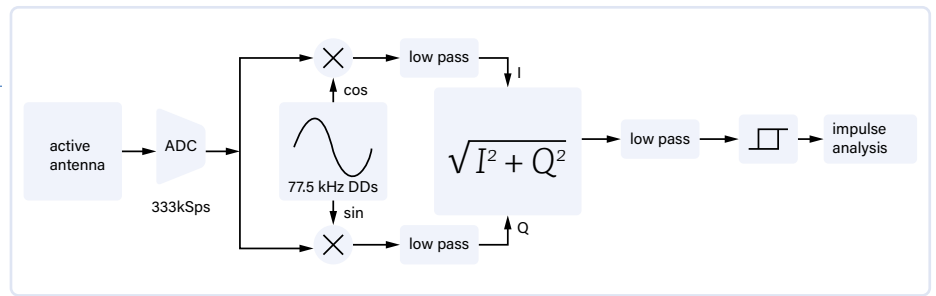 active
antenna
ADC
333kSps
cos
77.5 kHz DDs
sin
low pass
I
low pass
Q
√I² + Q²
low pass
impulse
analysis